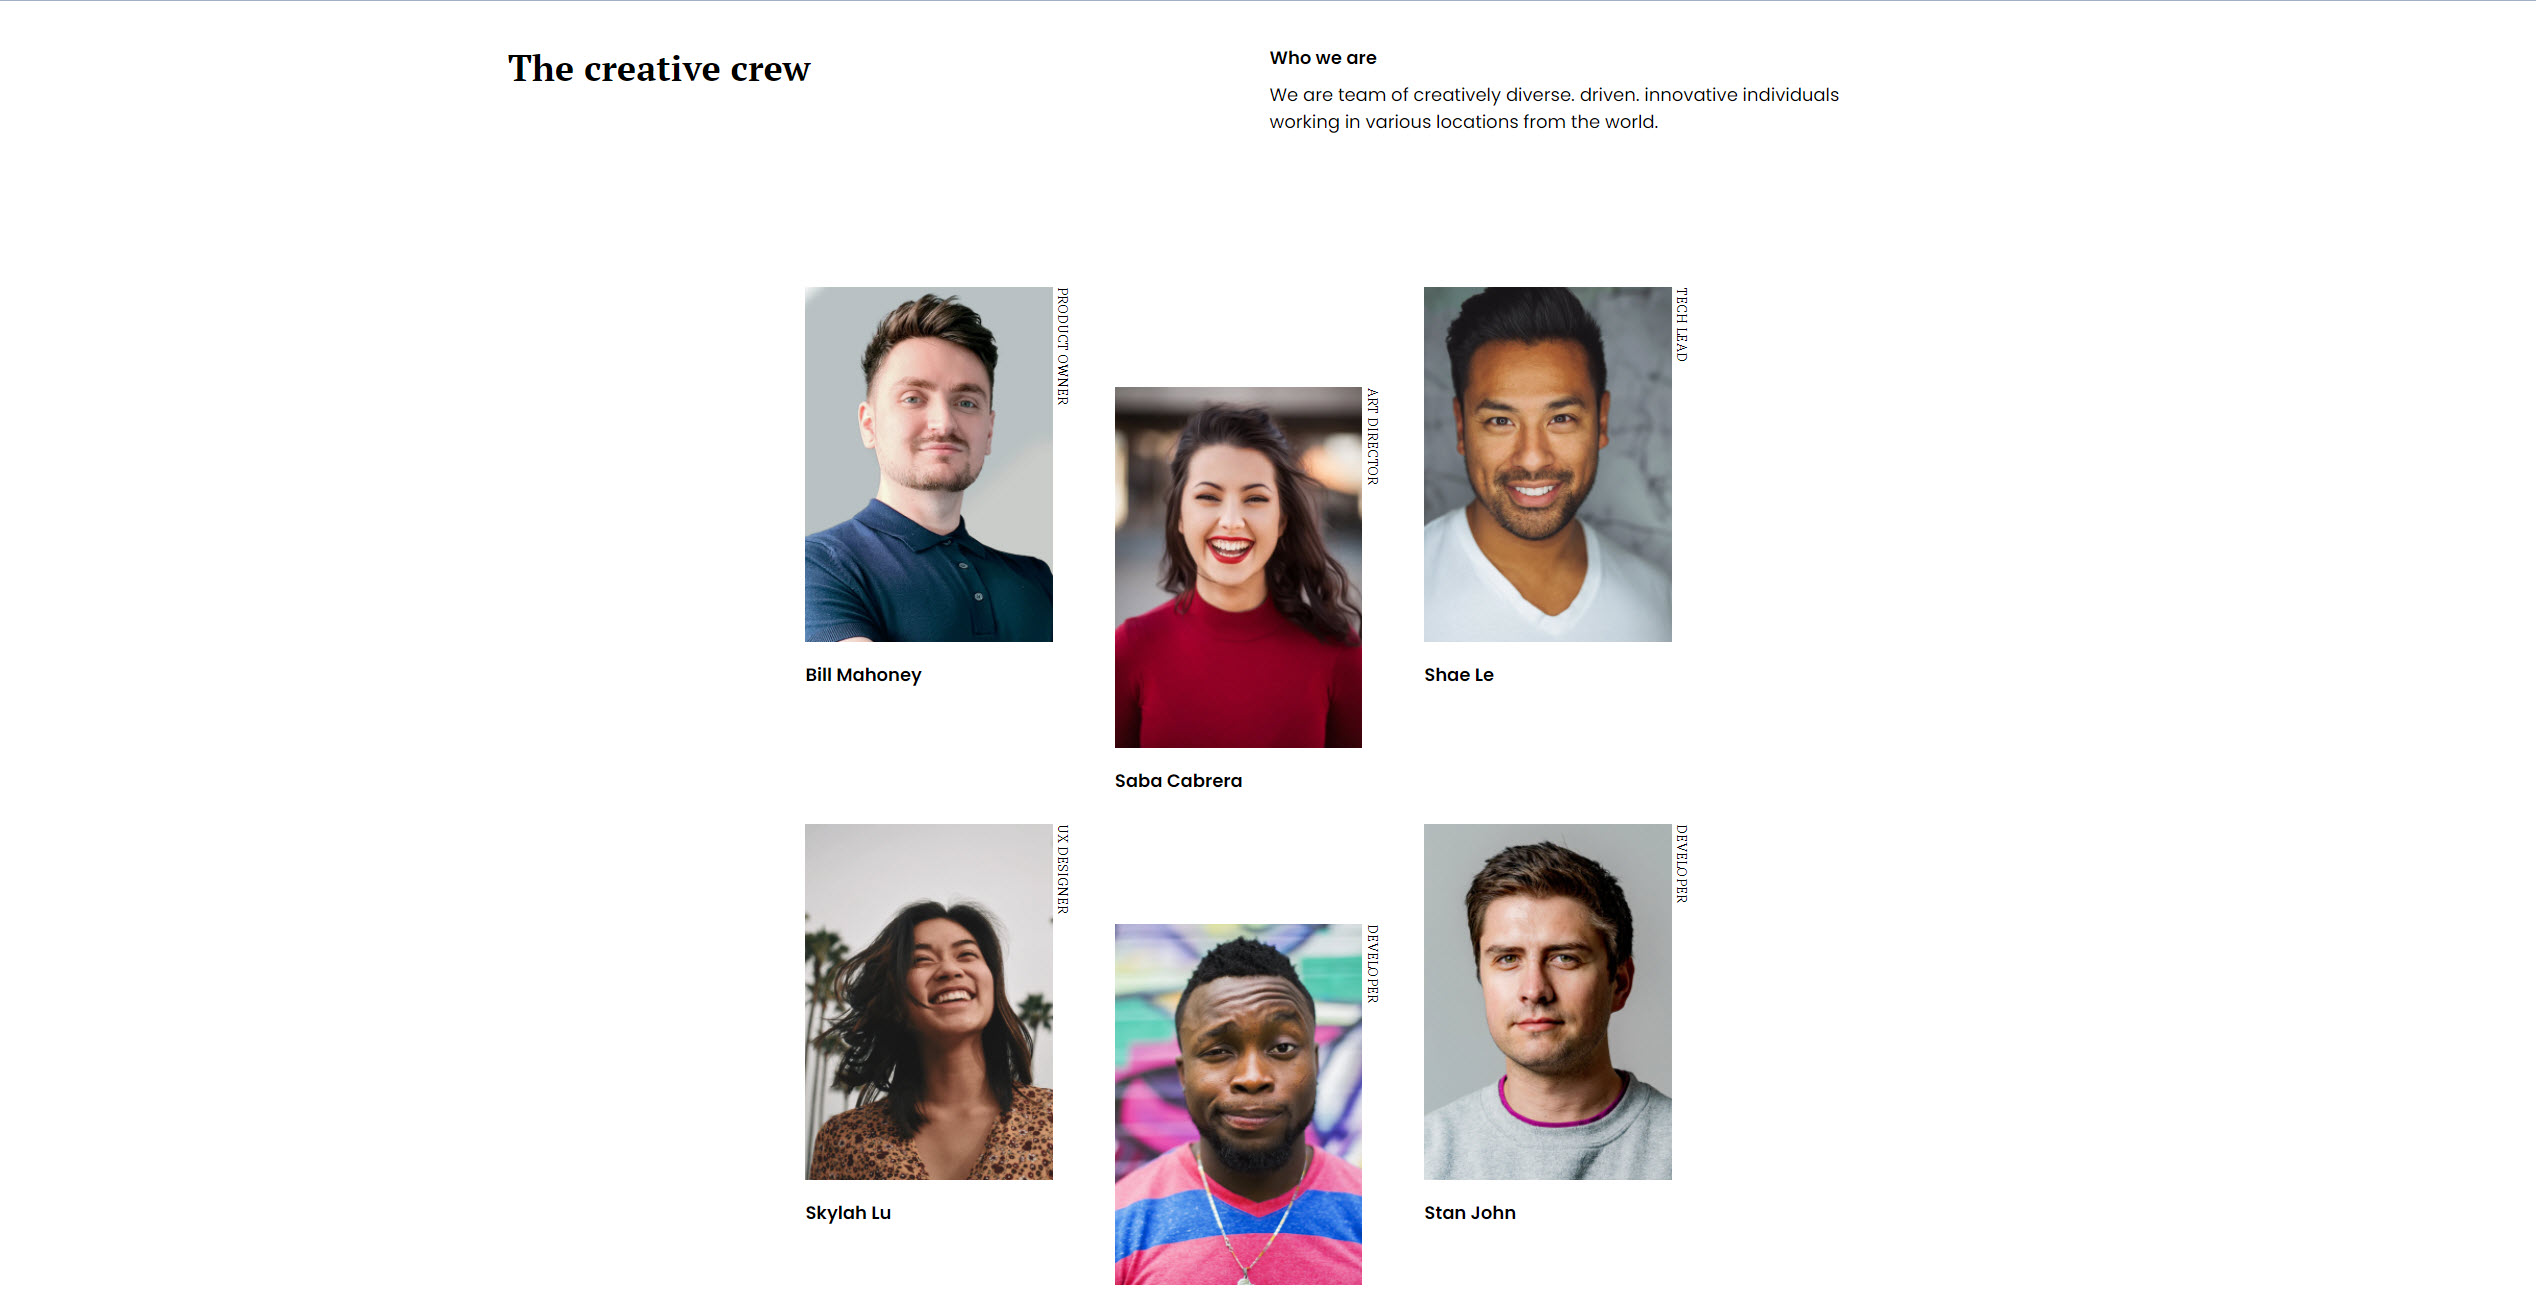 The creative crew
Who we are
We are team of creatively diverse. driven. innovative individuals
working in various locations from the world.
PRODUCT OWNER
Bill Mahoney
ART DIRECTOR
Saba Cabrera
TECH LEAD
Shae Le
UX DESIGNER
Skylah Lu
DEVELOPER
DEVELOPER
Stan John